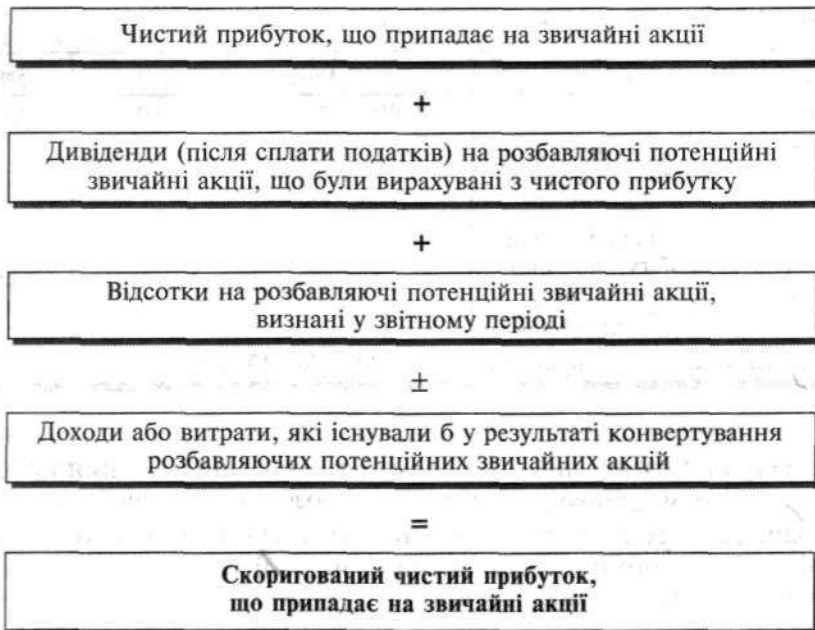 Чистий прибуток, що припадає на звичайні акції
+
Дивіденди (після сплати податків) на розбавляючі потенційні
звичайні акції, що були вирахувані з чистого прибутку
+
Відсотки на розбавляючі потенційні звичайні акції,
визнані у звітному періоді
±
Доходи або витрати, які існували б у результаті конвертування
розбавляючих потенційних звичайних акцій
=
Скоригований чистий прибуток,
що припадає на звичайні акції